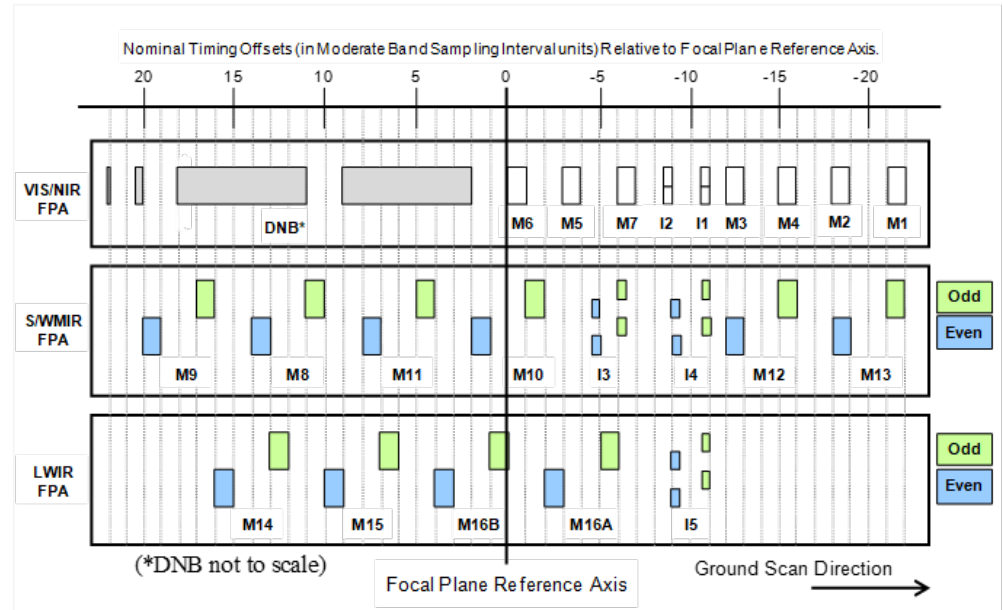 Nominal Timing Offsets (in Moderate Band Sampling Interval units) Relative to Focal Plane Reference Axis.
20 15 10 5 0 -5 -10 -15 -20
VIS/NIR
FPA
DNB* M6 M5 M7 I2 I1 M3 M4 M2 M1
S/WMIR
FPA
Odd
Even
M9 M8 M11 M10 I3 I4 M12 M13
LWIR
FPA
Odd
Even
M14 M15 M16B M16A I5
(*DNB not to scale)
Focal Plane Reference Axis
Ground Scan Direction